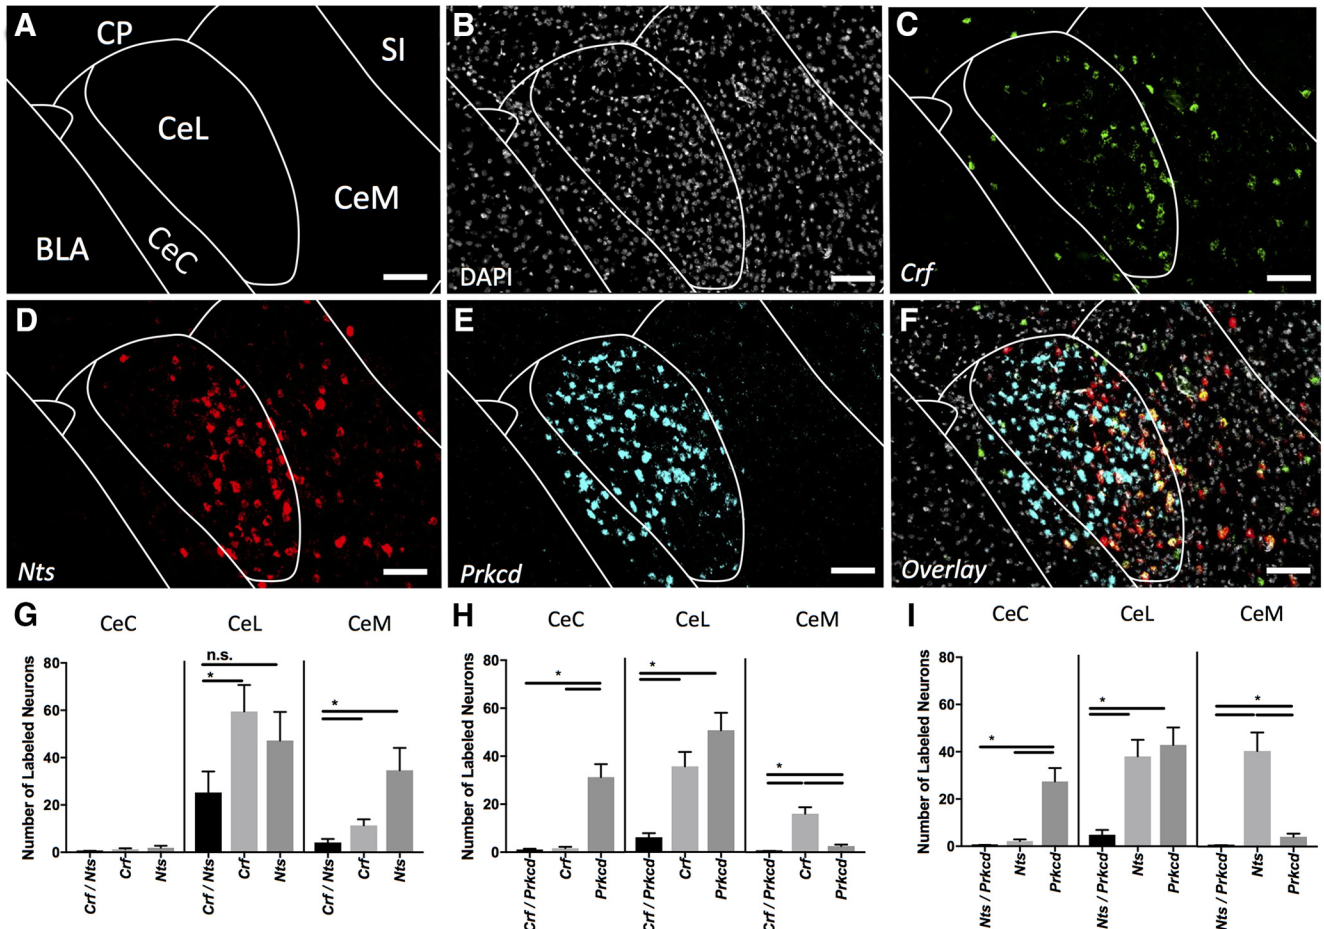 A
CP
SI
CeL
CeM
BLA
CeC
B
DAPI
C
Crf
D
Nts
E
Prkcd
F
Overlay
G
CeC
CeL
CeM
Number of Labeled Neurons
80
60
40
20
0
n.s.
*
*
Crf / Nts
Crf
Nts
Crf / Nts
Crf
Nts
Crf / Nts
Crf
Nts
H
CeC
CeL
CeM
Number of Labeled Neurons
80
60
40
20
0
*
*
*
Crf / Prkcd
Crf
Prkcd
Crf / Prkcd
Crf
Prkcd
Crf / Prkcd
Crf
Prkcd
I
CeC
CeL
CeM
Number of Labeled Neurons
80
60
40
20
0
*
*
*
Nts / Prkcd
Nts
Prkcd
Nts / Prkcd
Nts
Prkcd
Nts / Prkcd
Nts
Prkcd